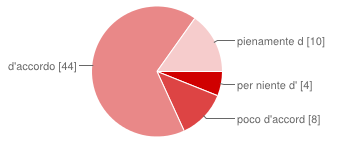 pienamente d [10]
d'accordo [44]
per niente d' [4]
poco d'accord [8]